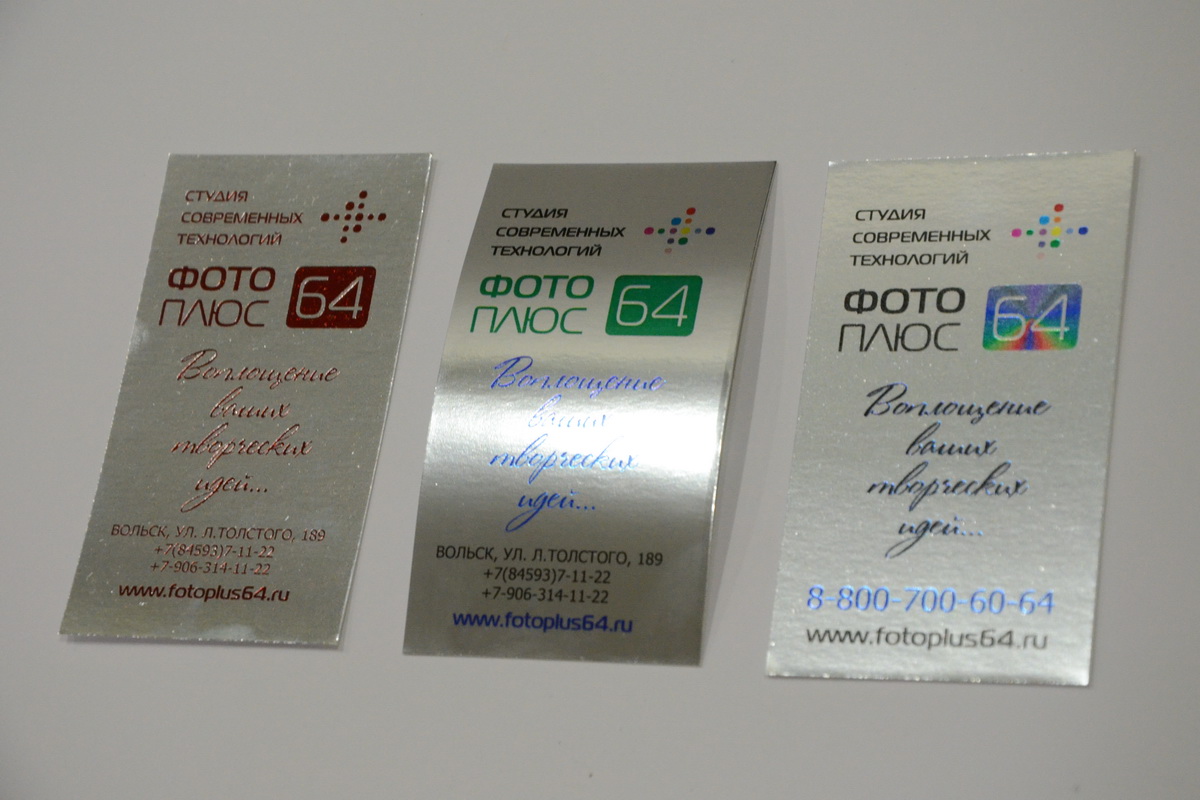 СТУДИЯ
СОВРЕМЕННЫХ
ТЕХНОЛОГИЙ
ФОТО
ПЛЮС
64
Воплощение
ваших
творческих
идей...
ВОЛЬСК, УЛ. Л.ТОЛСТОГО, 189
+7(84593)7-11-22
+7-906-314-11-22
www.fotoplus64.ru
СТУДИЯ
СОВРЕМЕННЫХ
ТЕХНОЛОГИЙ
ФОТО
ПЛЮС
64
Воплощение
ваших
творческих
идей...
ВОЛЬСК, УЛ. Л.ТОЛСТОГО, 189
+7(84593)7-11-22
+7-906-314-11-22
www.fotoplus64.ru
СТУДИЯ
СОВРЕМЕННЫХ
ТЕХНОЛОГИЙ
ФОТО
ПЛЮС
64
Воплощение
ваших
творческих
идей...
8-800-700-60-64
www.fotoplus64.ru